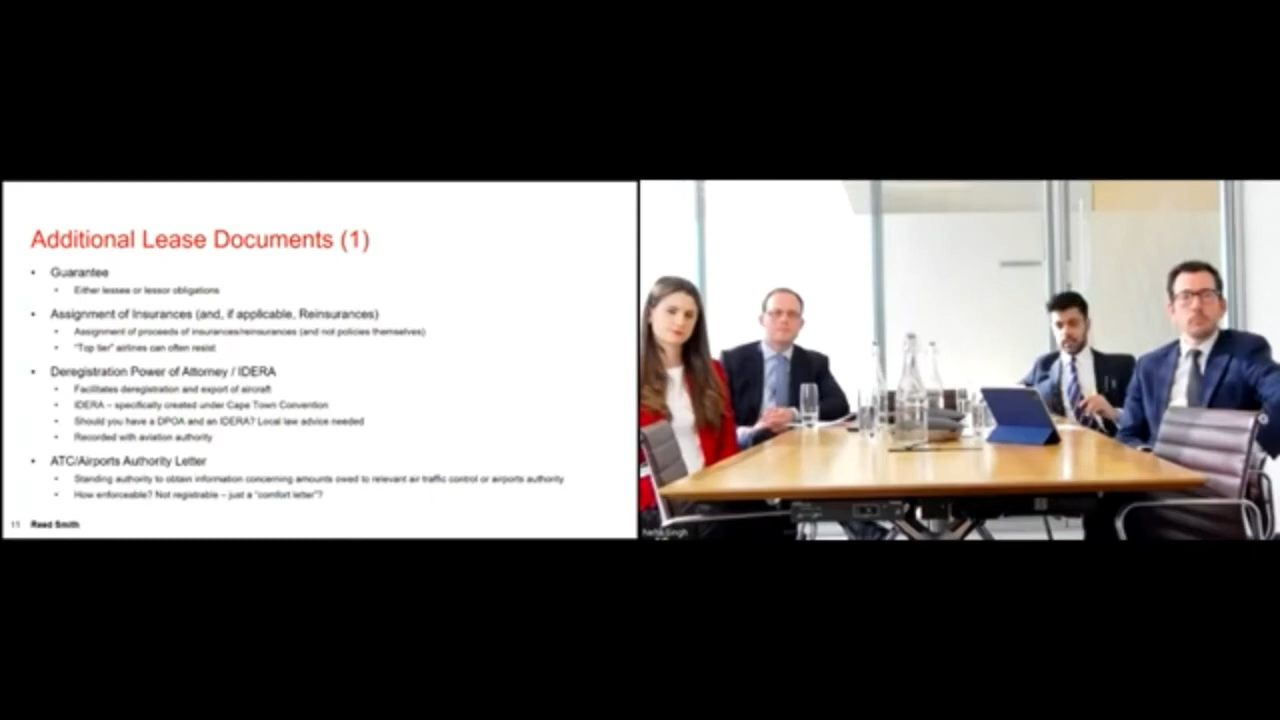 Additional Lease Documents (1)
• Guarantee
• Either lessee or lessor obligations
• Assignment of Insurances (and, if applicable, Reinsurances)
• Assignment of proceeds of insurances/reinsurances (and not policies themselves)
• "Top tier" airlines can often resist
• Deregistration Power of Attorney / IDERA
• Facilitates deregistration and export of aircraft
• IDERA – specifically created under Cape Town Convention
• Should you have a DPOA and an IDERA? Local law advice needed
• Recorded with aviation authority
• ATC/Airports Authority Letter
• Standing authority to obtain information concerning amounts owed to relevant air traffic control or airports authority
• How enforceable? Not registrable – just a "comfort letter"?
11 Reed Smith
Singh